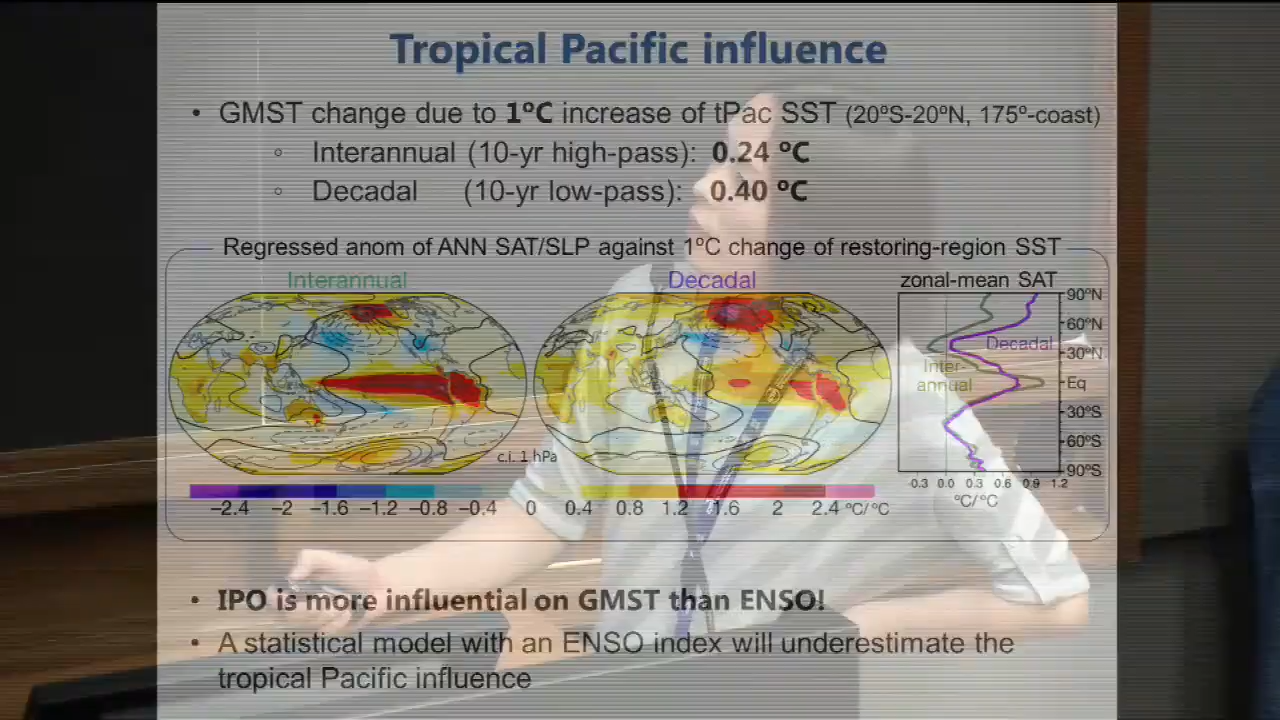 Tropical Pacific influence
• GMST change due to 1ºC increase of tPac SST (20ºS-20ºN, 175º-coast)
◦ Interannual (10-yr high-pass): 0.24 ºC
◦ Decadal (10-yr low-pass): 0.40 ºC
Regressed anom of ANN SAT/SLP against 1ºC change of restoring-region SST
Interannual
Decadal
zonal-mean SAT
90ºN
60ºN
Decadal
30ºN
Inter-
annual
Eq
30ºS
60ºS
90ºS
c.i. 1 hPa
-0.3 0.0 0.3 0.6 0.9 1.2
ºC/ºC
−2.4 −2 −1.6 −1.2 −0.8 −0.4 0 0.4 0.8 1.2 1.6 2 2.4 ºC/ºC
• IPO is more influential on GMST than ENSO!
• A statistical model with an ENSO index will underestimate the
tropical Pacific influence